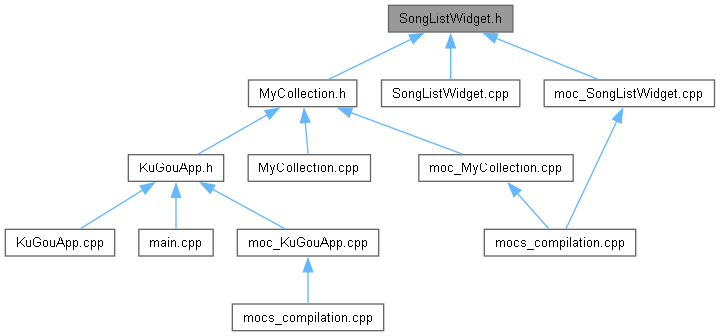 SongListWidget.h
MyCollection.h
SongListWidget.cpp
moc_SongListWidget.cpp
KuGouApp.h
MyCollection.cpp
moc_MyCollection.cpp
KuGouApp.cpp
main.cpp
moc_KuGouApp.cpp
mocs_compilation.cpp
mocs_compilation.cpp